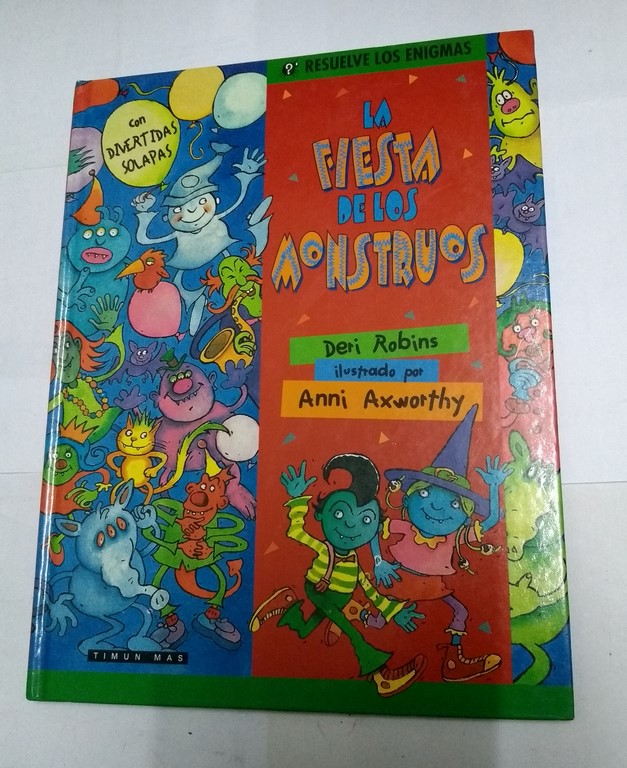 RESUELVE LOS ENIGMAS
con
DIVERTIDAS
SOLAPAS
LA
FIESTA
DE LOS
MONSTRUOS
Deri Robins
ilustrado por
Anni Axworthy
TIMUN MAS